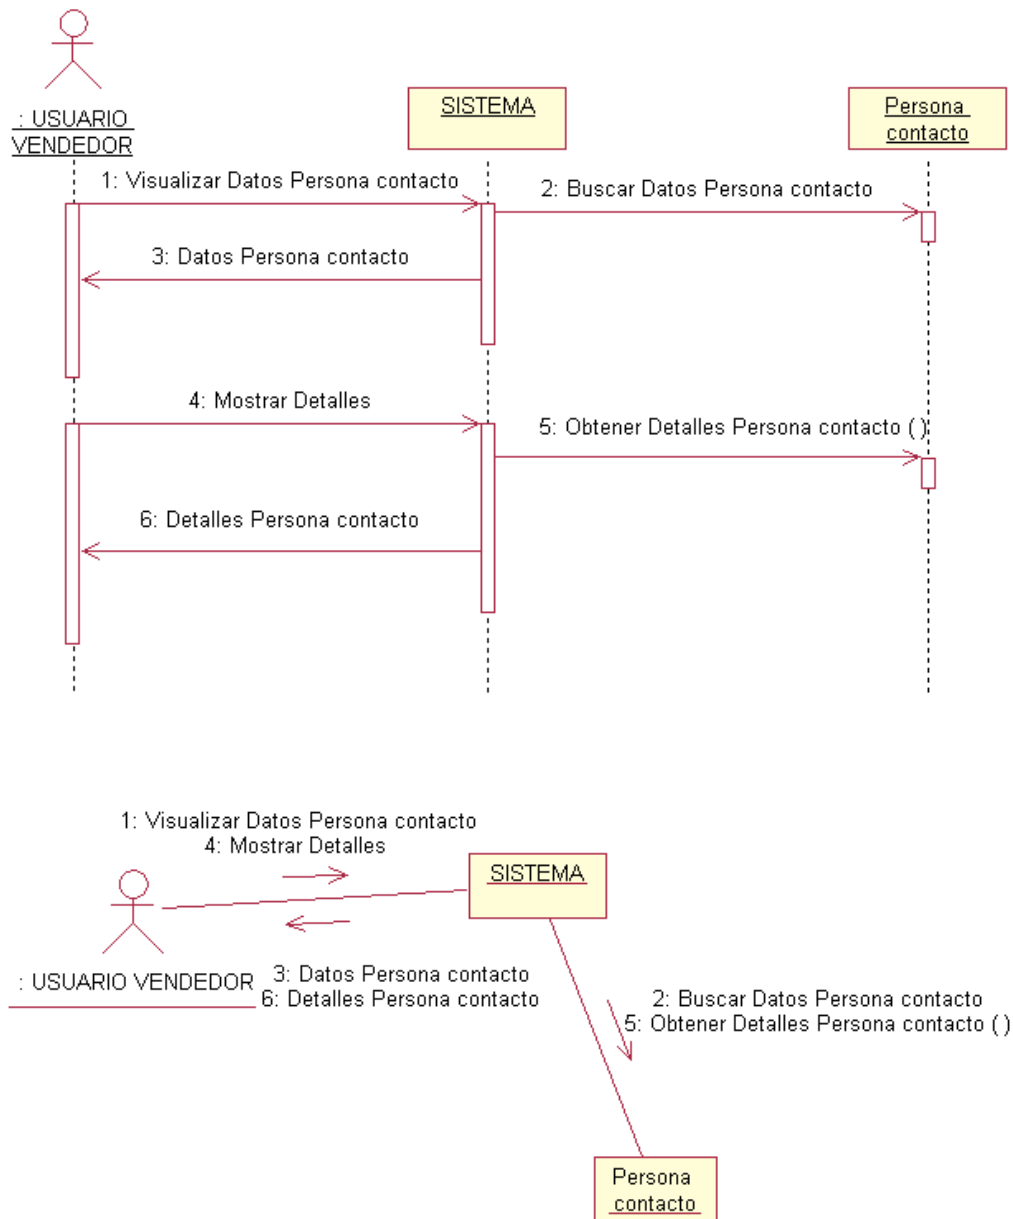 : USUARIO
VENDEDOR
SISTEMA
Persona
contacto
1: Visualizar Datos Persona contacto
2: Buscar Datos Persona contacto
3: Datos Persona contacto
4: Mostrar Detalles
5: Obtener Detalles Persona contacto ( )
6: Detalles Persona contacto
1: Visualizar Datos Persona contacto
4: Mostrar Detalles
SISTEMA
: USUARIO VENDEDOR
3: Datos Persona contacto
6: Detalles Persona contacto
2: Buscar Datos Persona contacto
5: Obtener Detalles Persona contacto ( )
Persona
contacto